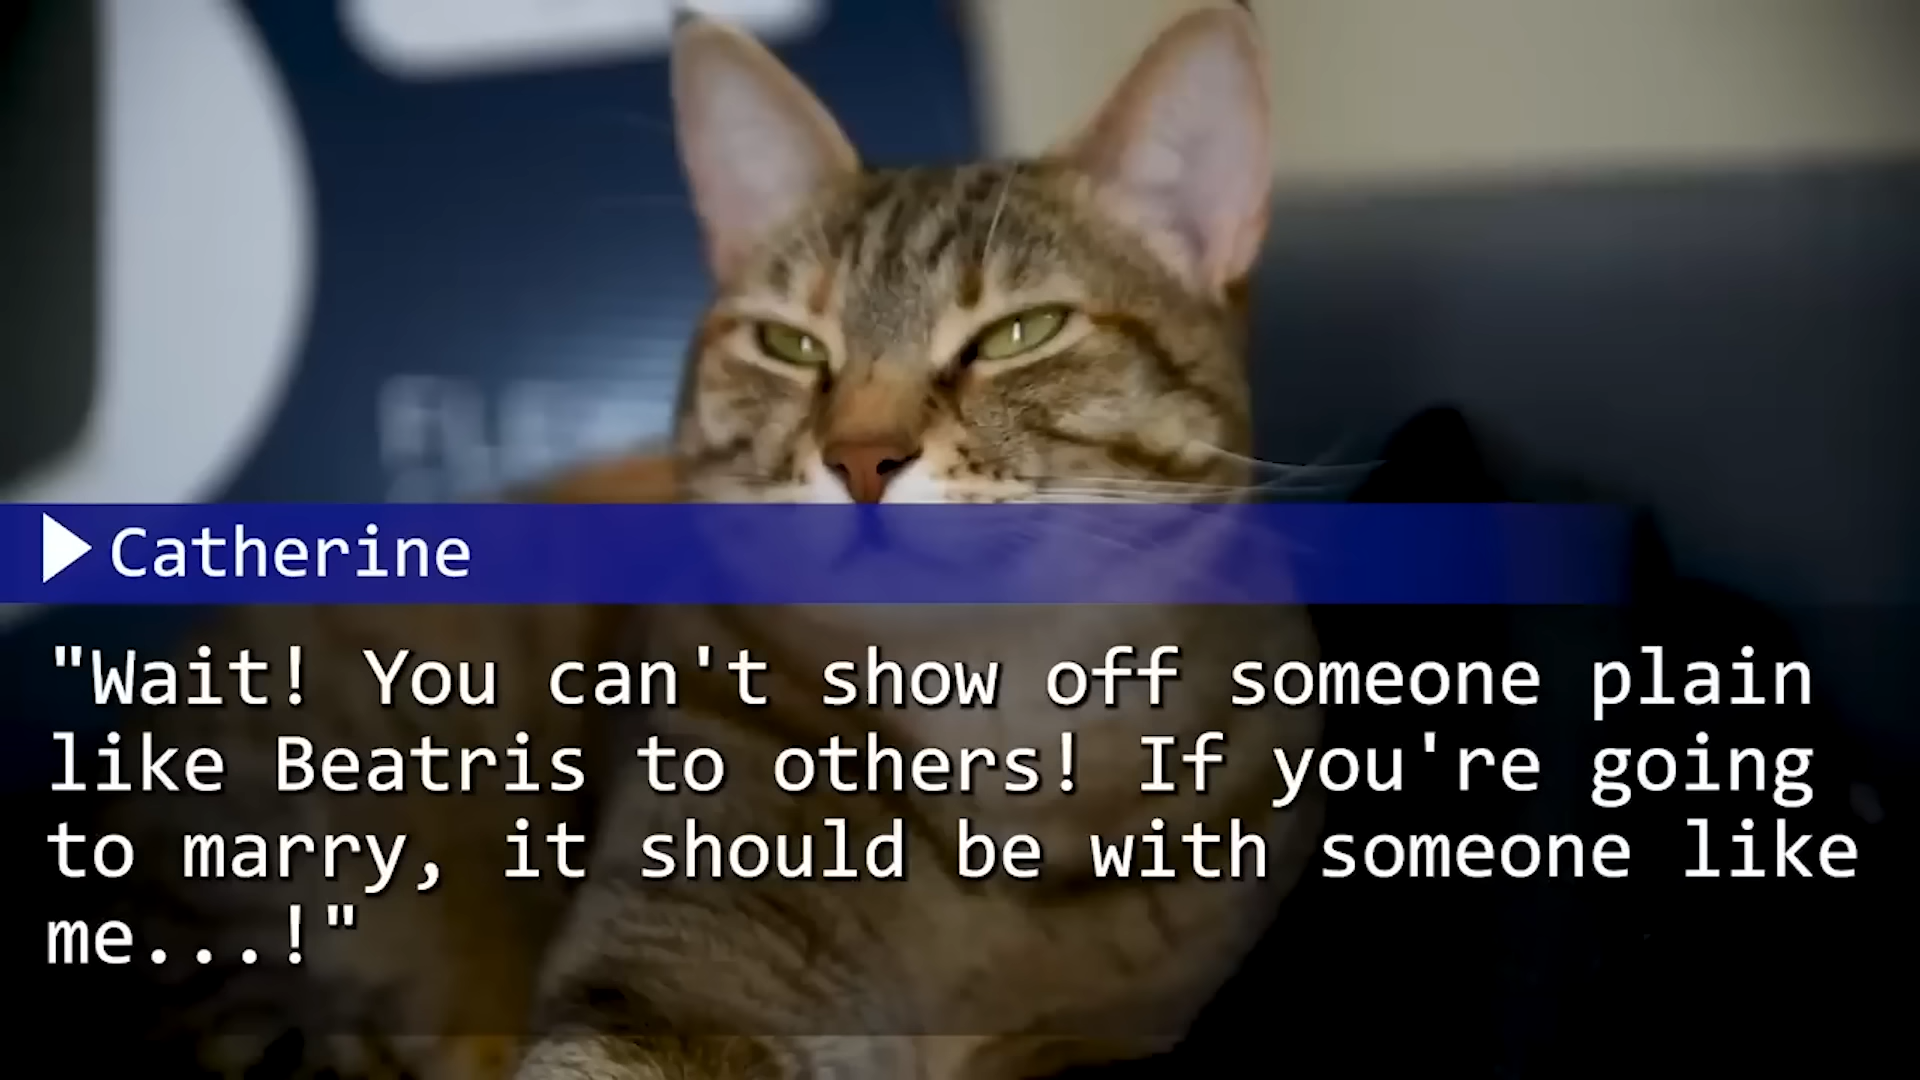 Catherine
"Wait! You can't show off someone plain
like Beatris to others! If you're going
to marry, it should be with someone like
me...!"